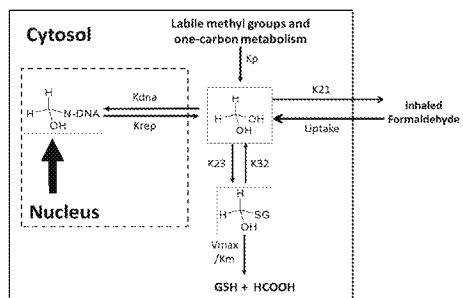 Labile methyl groups and
one-carbon metabolism
Cytosol
Kp
H
H N-DNA
OH
Kdna
Krep
H
H OH
OH
K21
Uptake
Inhaled
Formaldehyde
K23 K32
H
H SG
OH
Nucleus
Vmax
/Km
GSH + HCOOH